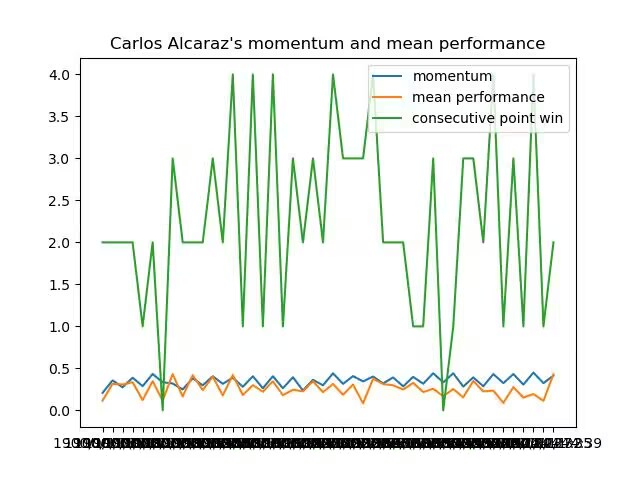 Carlos Alcaraz's momentum and mean performance
momentum
mean performance
consecutive point win
4.0
3.5
3.0
2.5
2.0
1.5
1.0
0.5
0.0